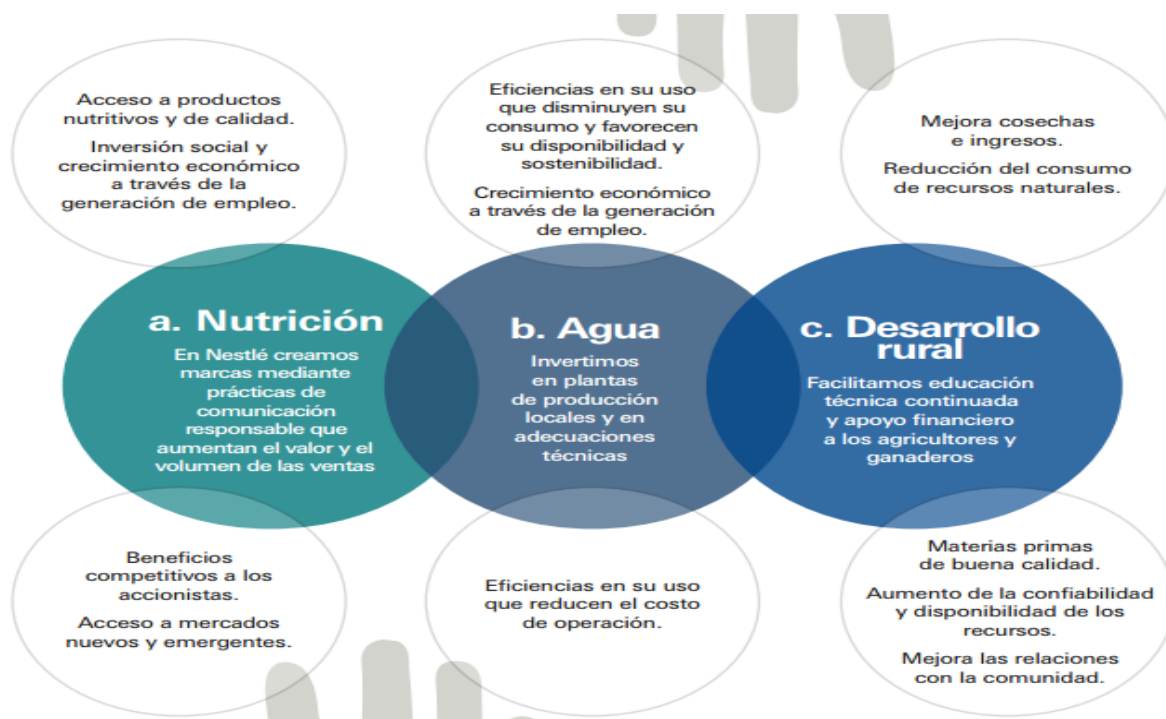 Acceso a productos
nutritivos y de calidad.
Inversión social y
crecimiento económico
a través de la
generación de empleo.
Eficiencias en su uso
que disminuyen su
consumo y favorecen
su disponibilidad y
sostenibilidad.
Crecimiento económico
a través de la generación
de empleo.
Mejora cosechas
e ingresos.
Reducción del consumo
de recursos naturales.
a. Nutrición
En Nestlé creamos
marcas mediante
prácticas de
comunicación
responsable que
aumentan el valor y el
volumen de las ventas
b. Agua
Invertimos
en plantas
de producción
locales y en
adecuaciones
técnicas
c. Desarrollo
rural
Facilitamos educación
técnica continuada
y apoyo financiero
a los agricultores y
ganaderos
Beneficios
competitivos a los
accionistas.
Acceso a mercados
nuevos y emergentes.
Eficiencias en su uso
que reducen el costo
de operación.
Materias primas
de buena calidad.
Aumento de la confiabilidad
y disponibilidad de los
recursos.
Mejora las relaciones
con la comunidad.